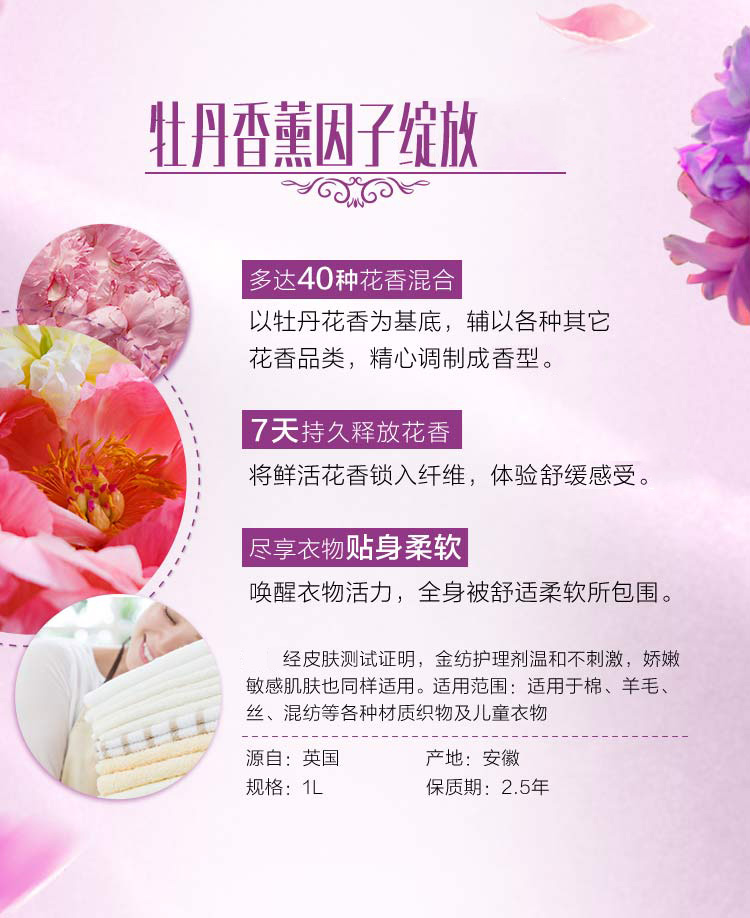 牡丹香薰因子绽放
多达40种花香混合
以牡丹花香为基底，辅以各种其它
花香品类，精心调制成香型。
7天持久释放花香
将鲜活花香锁入纤维，体验舒缓感受。
尽享衣物贴身柔软
唤醒衣物活力，全身被舒适柔软所包围。
经皮肤测试证明，金纺护理剂温和不刺激，娇嫩
敏感肌肤也同样适用。适用范围：适用于棉、羊毛、
丝、混纺等各种材质织物及儿童衣物
源自：英国 产地：安徽
规格：1L 保质期：2.5年